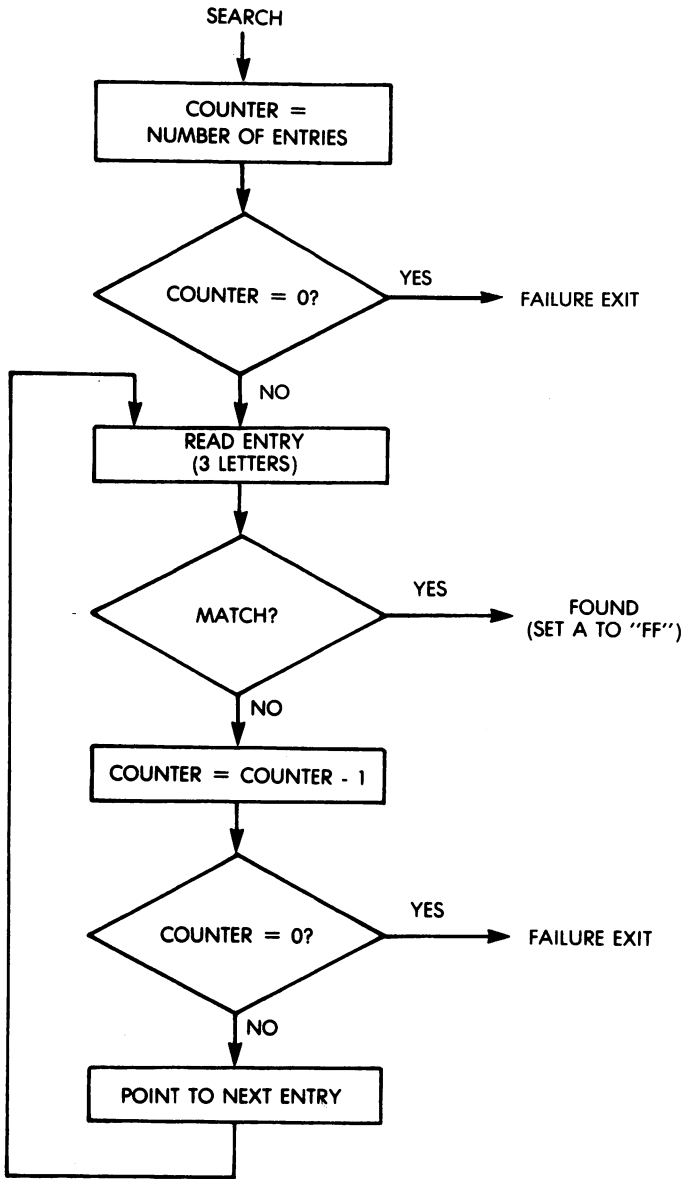 SEARCH
COUNTER =
NUMBER OF ENTRIES
COUNTER = 0?
YES
FAILURE EXIT
NO
READ ENTRY
(3 LETTERS)
MATCH?
YES
FOUND
(SET A TO "FF")
NO
COUNTER = COUNTER - 1
COUNTER = 0?
YES
FAILURE EXIT
NO
POINT TO NEXT ENTRY